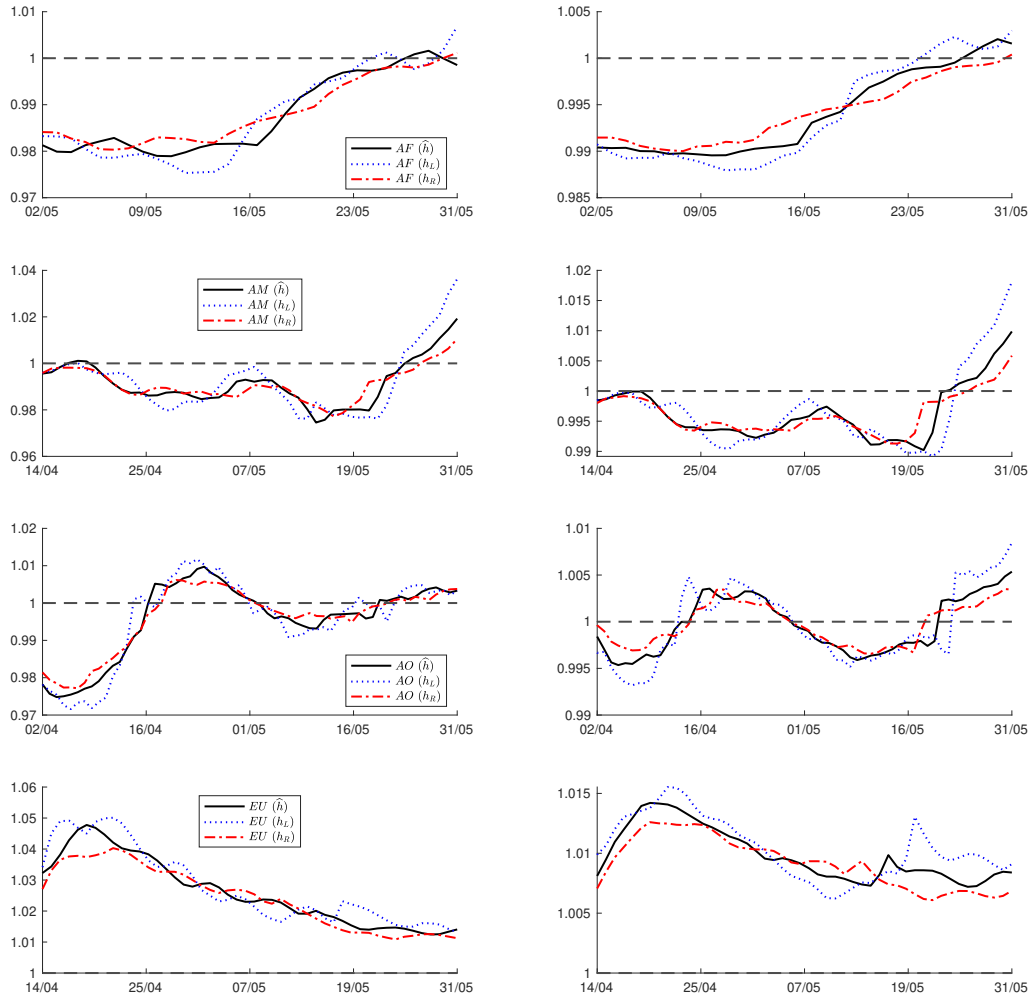 1.01
1
0.99
0.98
0.97
02/05 09/05 16/05 23/05 31/05
AF (ĥ)
AF (h_L)
AF (h_R)
1.005
1
0.995
0.99
0.985
02/05 09/05 16/05 23/05 31/05
1.04
1.02
1
0.98
0.96
14/04 25/04 07/05 19/05 31/05
AM (ĥ)
AM (h_L)
AM (h_R)
1.02
1.015
1.01
1.005
1
0.995
0.99
14/04 25/04 07/05 19/05 31/05
1.02
1.01
1
0.99
0.98
0.97
02/04 16/04 01/05 16/05 31/05
AO (ĥ)
AO (h_L)
AO (h_R)
1.01
1.005
1
0.995
0.99
02/04 16/04 01/05 16/05 31/05
1.06
1.05
1.04
1.03
1.02
1.01
1
14/04 25/04 07/05 19/05 31/05
EU (ĥ)
EU (h_L)
EU (h_R)
1.015
1.01
1.005
1
14/04 25/04 07/05 19/05 31/05